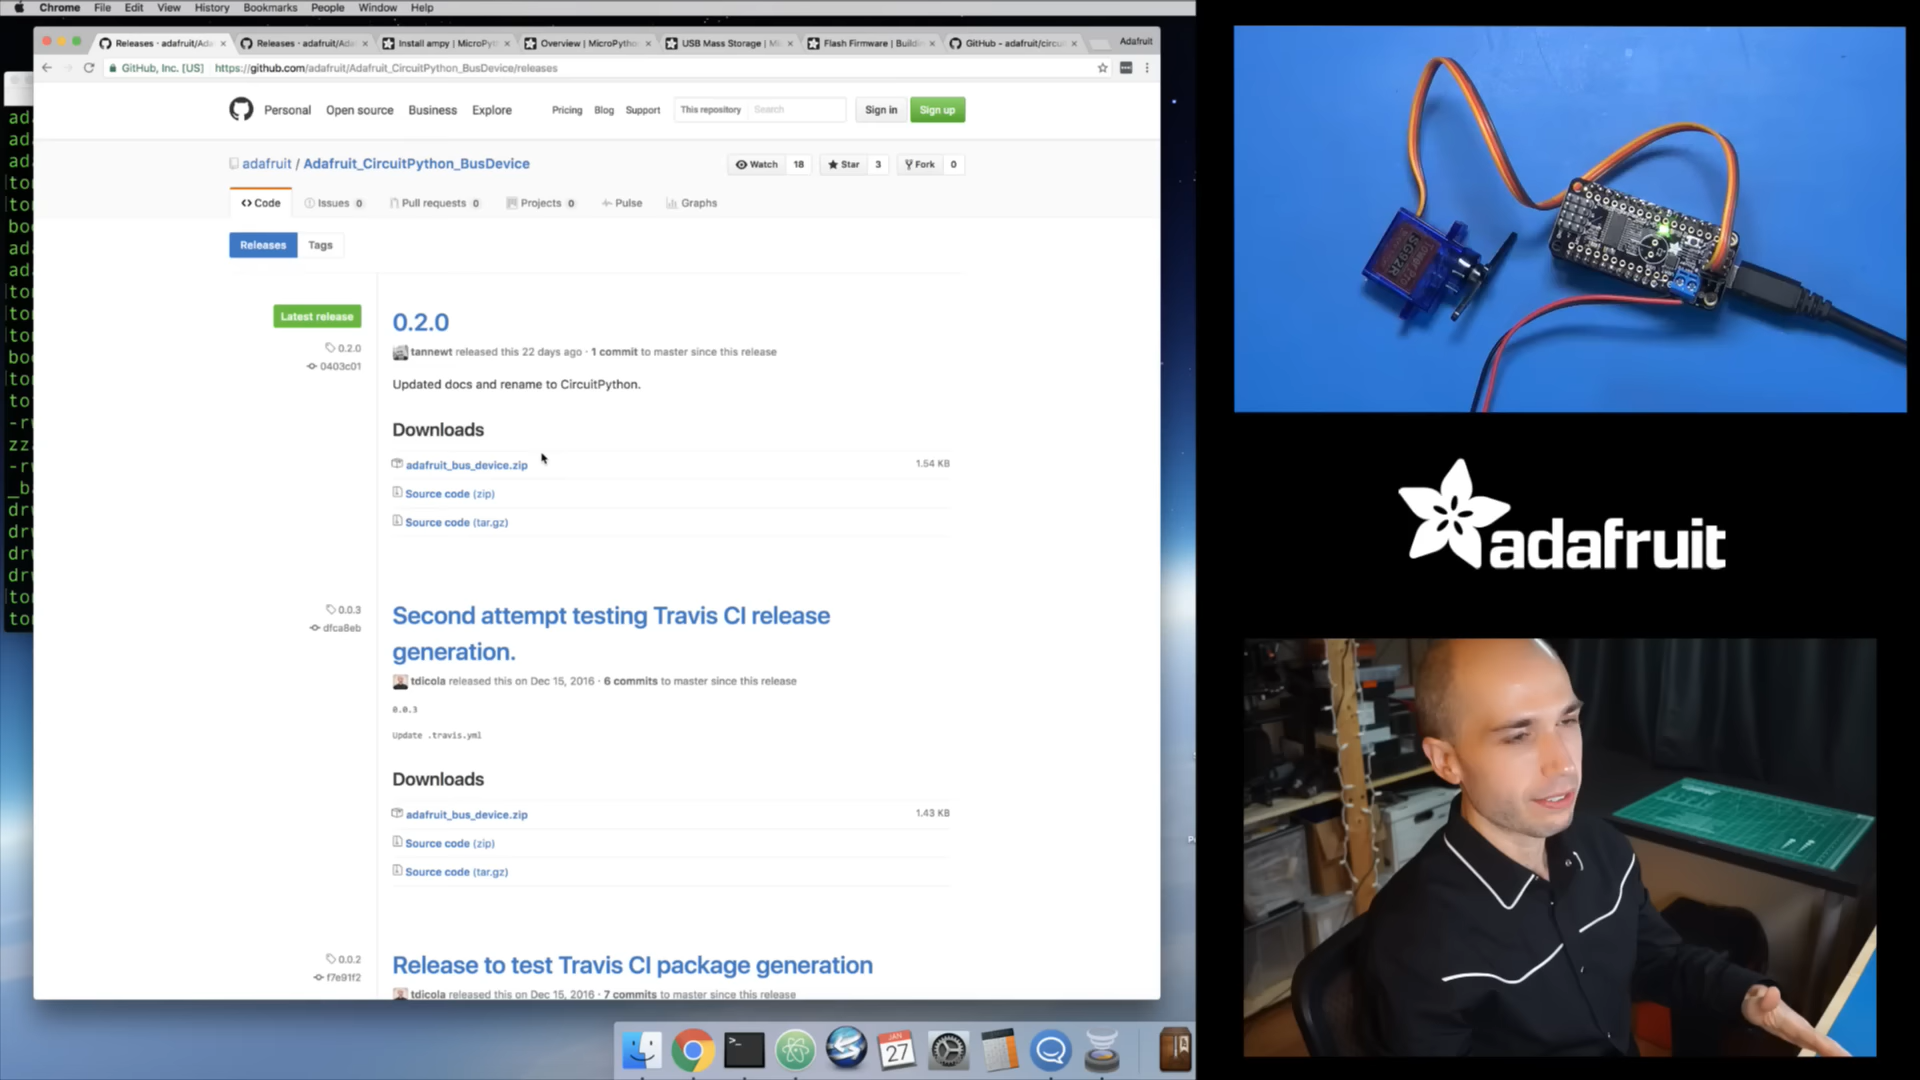 Chrome File Edit View History Bookmarks People Window Help
Releases · adafruit/Ada Releases · adafruit/Ada Install ampy | MicroPyt Overview | MicroPytho USB Mass Storage | Mi Flash Firmware | Buildi GitHub - adafruit/circui Adafruit
GitHub, Inc. [US] https://github.com/adafruit/Adafruit_CircuitPython_BusDevice/releases
Personal Open source Business Explore Pricing Blog Support This repository Search Sign in Sign up
adafruit / Adafruit_CircuitPython_BusDevice Watch 18 Star 3 Fork 0
<> Code Issues 0 Pull requests 0 Projects 0 Pulse Graphs
Releases Tags
Latest release
0.2.0
0403c01
0.2.0
tannewt released this 22 days ago · 1 commit to master since this release
Updated docs and rename to CircuitPython.
Downloads
adafruit_bus_device.zip 1.54 KB
Source code (zip)
Source code (tar.gz)
0.0.3
dfca8eb
Second attempt testing Travis CI release
generation.
tdicola released this on Dec 15, 2016 · 6 commits to master since this release
0.0.3
Update .travis.yml
Downloads
adafruit_bus_device.zip 1.43 KB
Source code (zip)
Source code (tar.gz)
0.0.2
f7e91f2
Release to test Travis CI package generation
tdicola released this on Dec 15, 2016 · 7 commits to master since this release
JAN
27
SG92R
adafruit